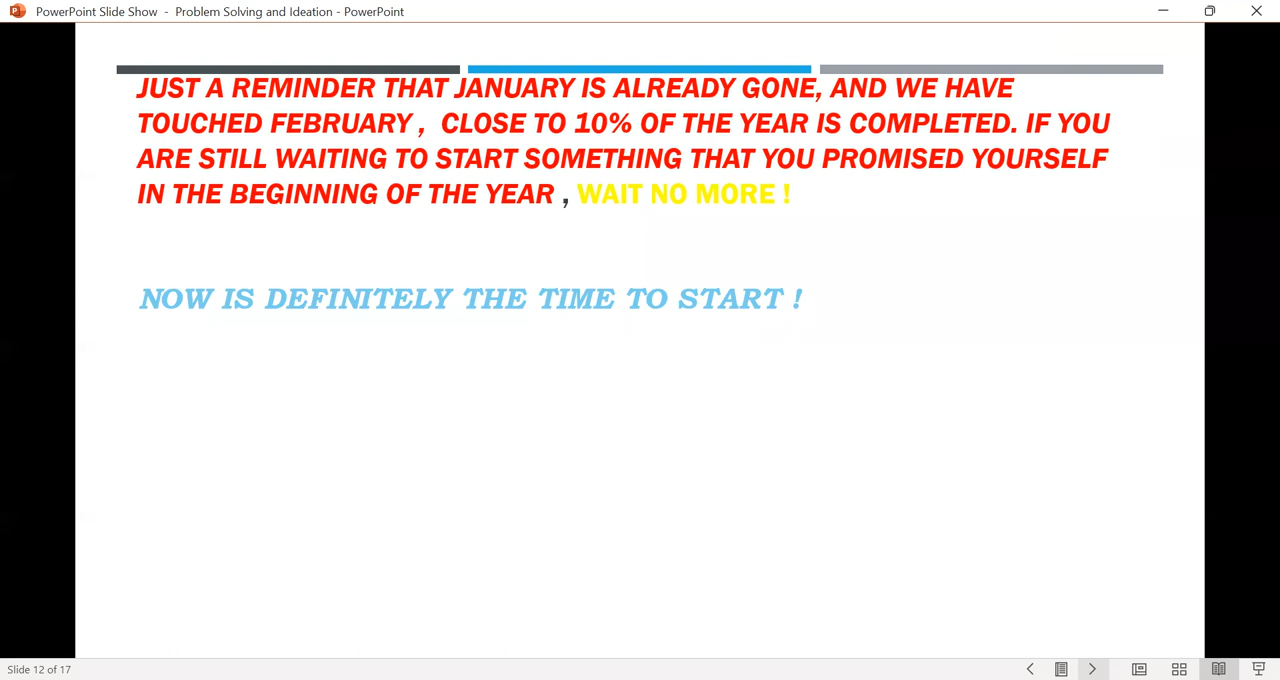 PowerPoint Slide Show - Problem Solving and Ideation - PowerPoint
JUST A REMINDER THAT JANUARY IS ALREADY GONE, AND WE HAVE
TOUCHED FEBRUARY , CLOSE TO 10% OF THE YEAR IS COMPLETED. IF YOU
ARE STILL WAITING TO START SOMETHING THAT YOU PROMISED YOURSELF
IN THE BEGINNING OF THE YEAR , WAIT NO MORE !
NOW IS DEFINITELY THE TIME TO START !
Slide 12 of 17